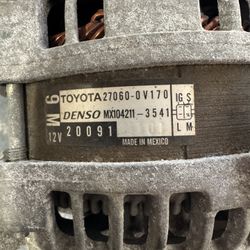 TOYOTA 27060-0V170
DENSO MX104211-3541
9M
12V
20091
IG S
L M
MADE IN MEXICO